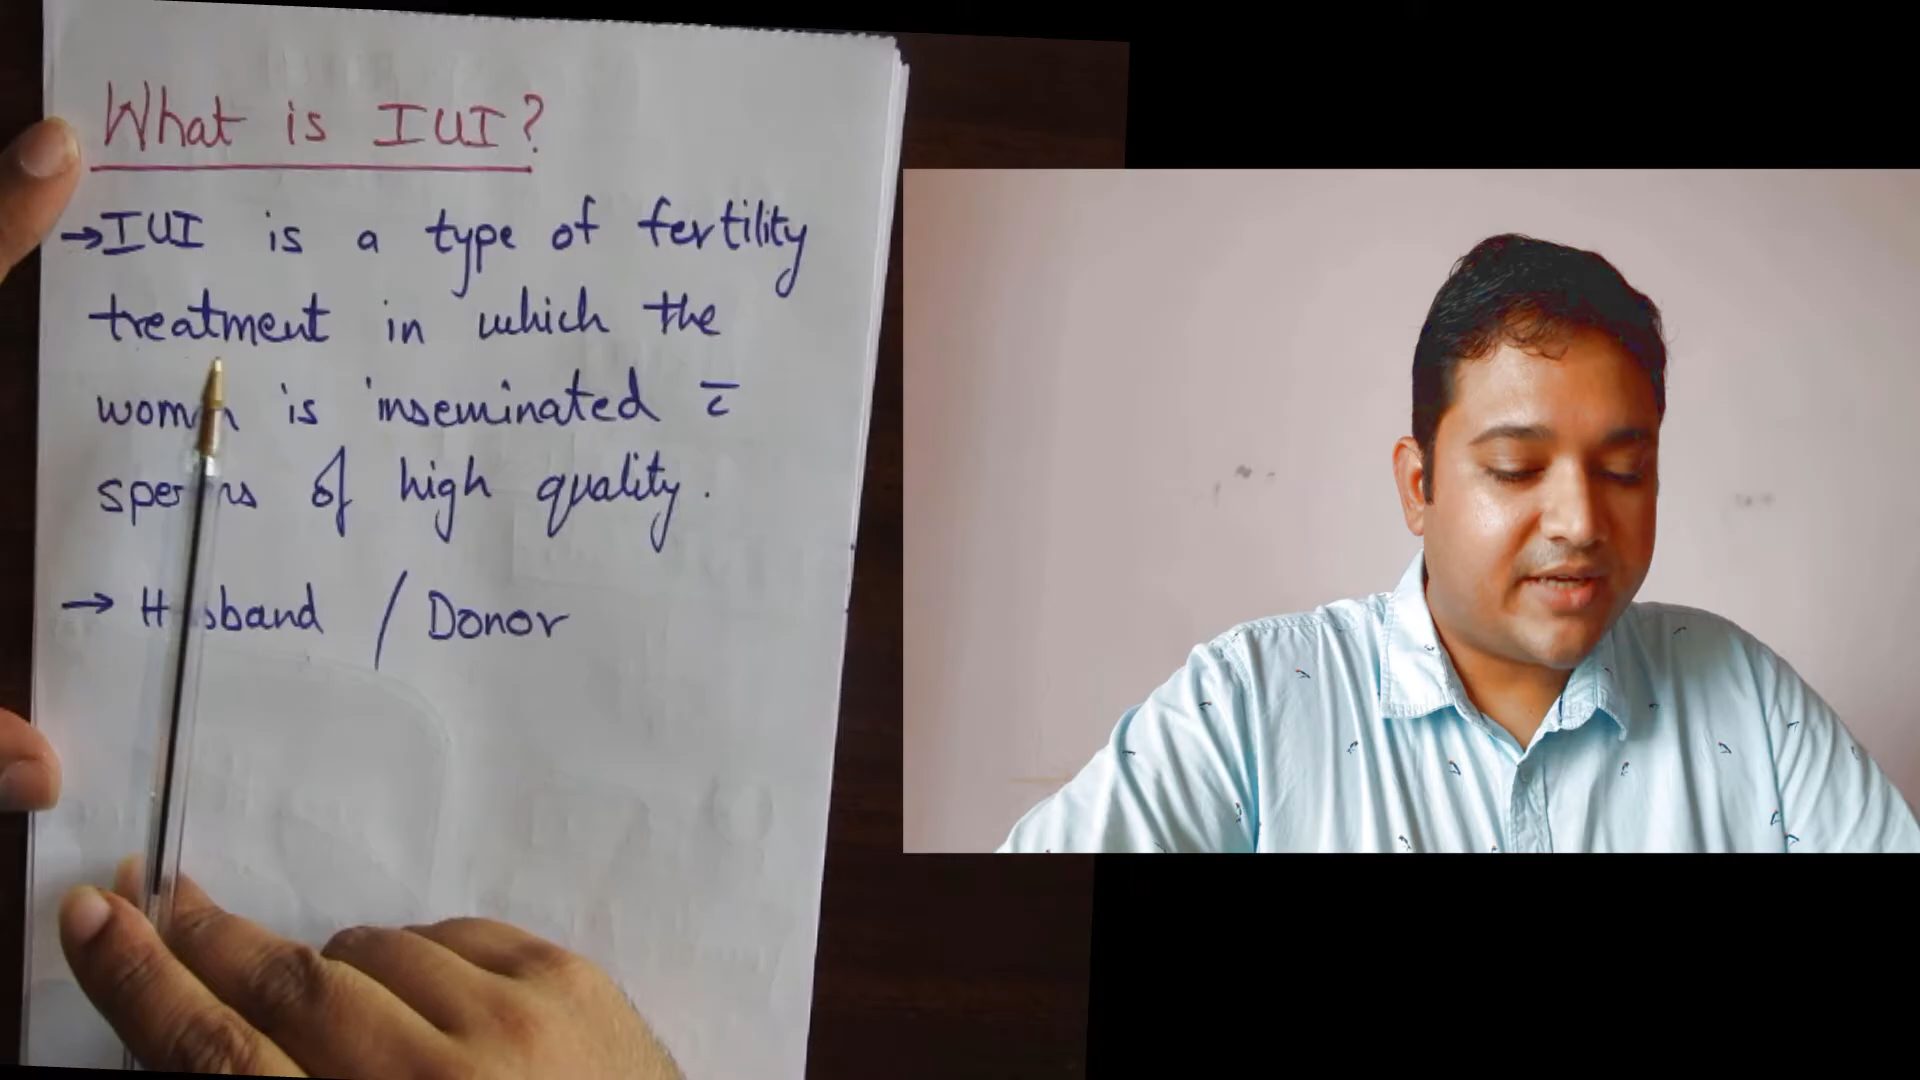 What is IUI?
→IUI is a type of fertility
treatment in which the
woman is inseminated c̄
sperms of high quality.
→ Husband / Donor